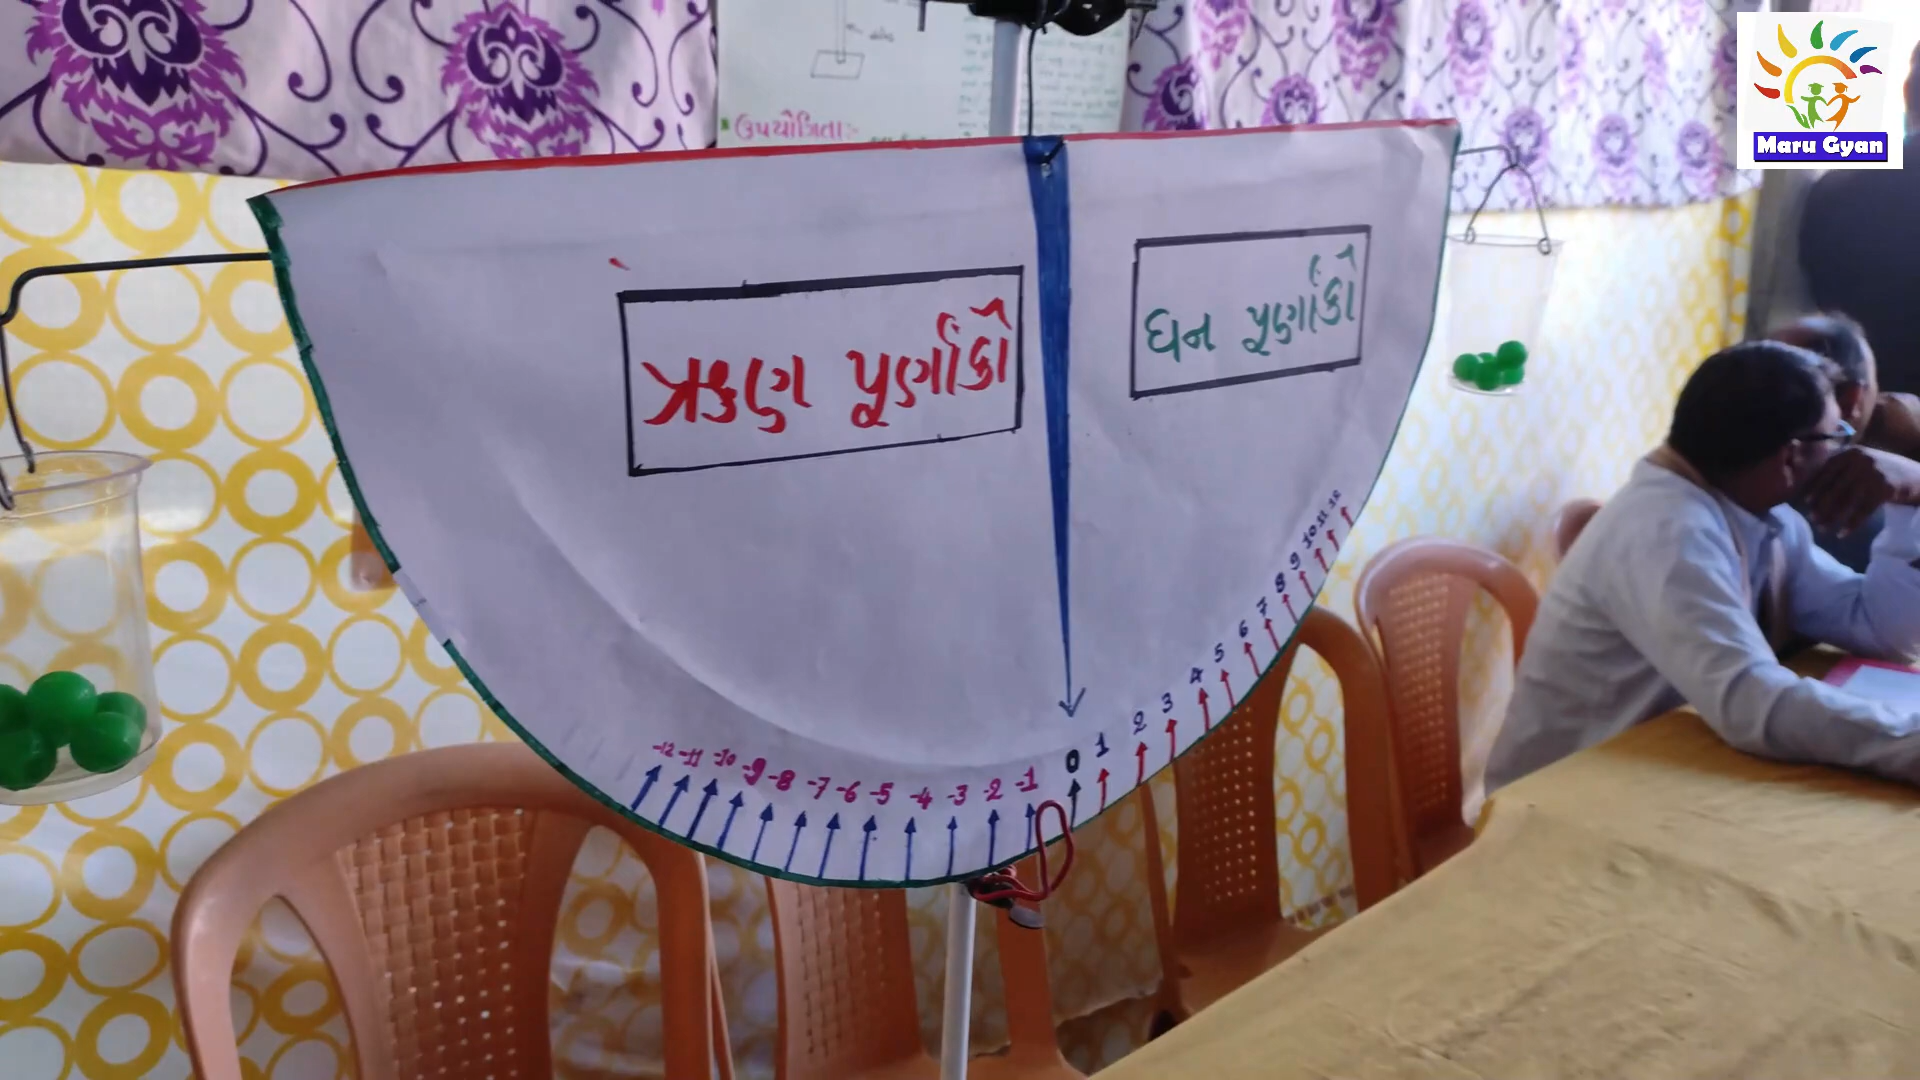 ઉપયોગિતા:-
Maru Gyan
ઋણ પૂર્ણાંકો
ધન પૂર્ણાંકો
-12 -11 -10 -9 -8 -7 -6 -5 -4 -3 -2 -1 0 1 2 3 4 5 6 7 8 9 10 11 12